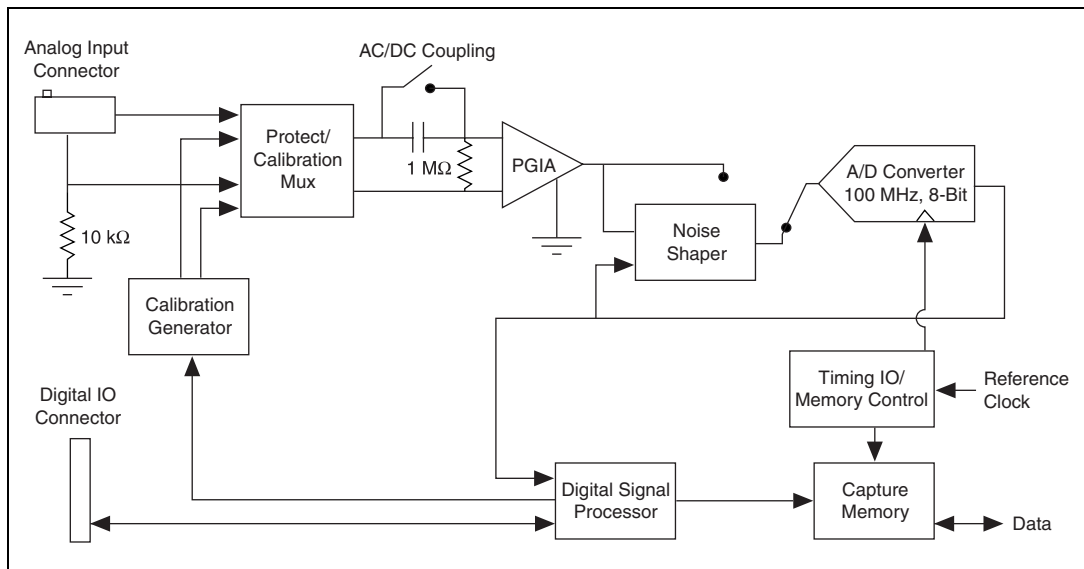 Analog Input
Connector
AC/DC Coupling
Protect/
Calibration
Mux
1 MΩ
PGIA
A/D Converter
100 MHz, 8-Bit
10 kΩ
Noise
Shaper
Calibration
Generator
Digital IO
Connector
Timing IO/
Memory Control
Reference
Clock
Digital Signal
Processor
Capture
Memory
Data